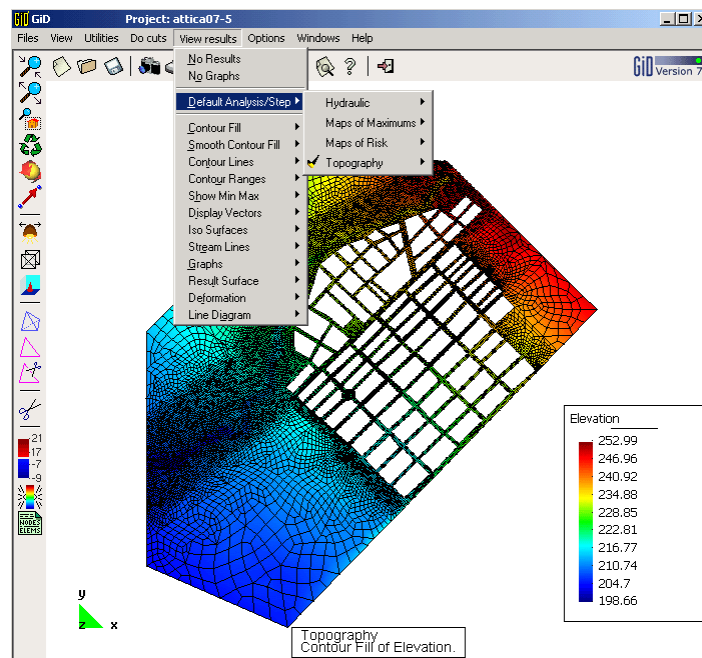 GiD Project: attica07-5
Files View Utilities Do cuts View results Options Windows Help
GiD Version 7
No Results
No Graphs
Default Analysis/Step
Contour Fill
Smooth Contour Fill
Contour Lines
Contour Ranges
Show Min Max
Display Vectors
Iso Surfaces
Stream Lines
Graphs
Result Surface
Deformation
Line Diagram
Hydraulic
Maps of Maximums
Maps of Risk
Topography
21
17
-7
-9
NODES
ELEMS
Elevation
252.99
246.96
240.92
234.88
228.85
222.81
216.77
210.74
204.7
198.66
y
z x
Topography
Contour Fill of Elevation.